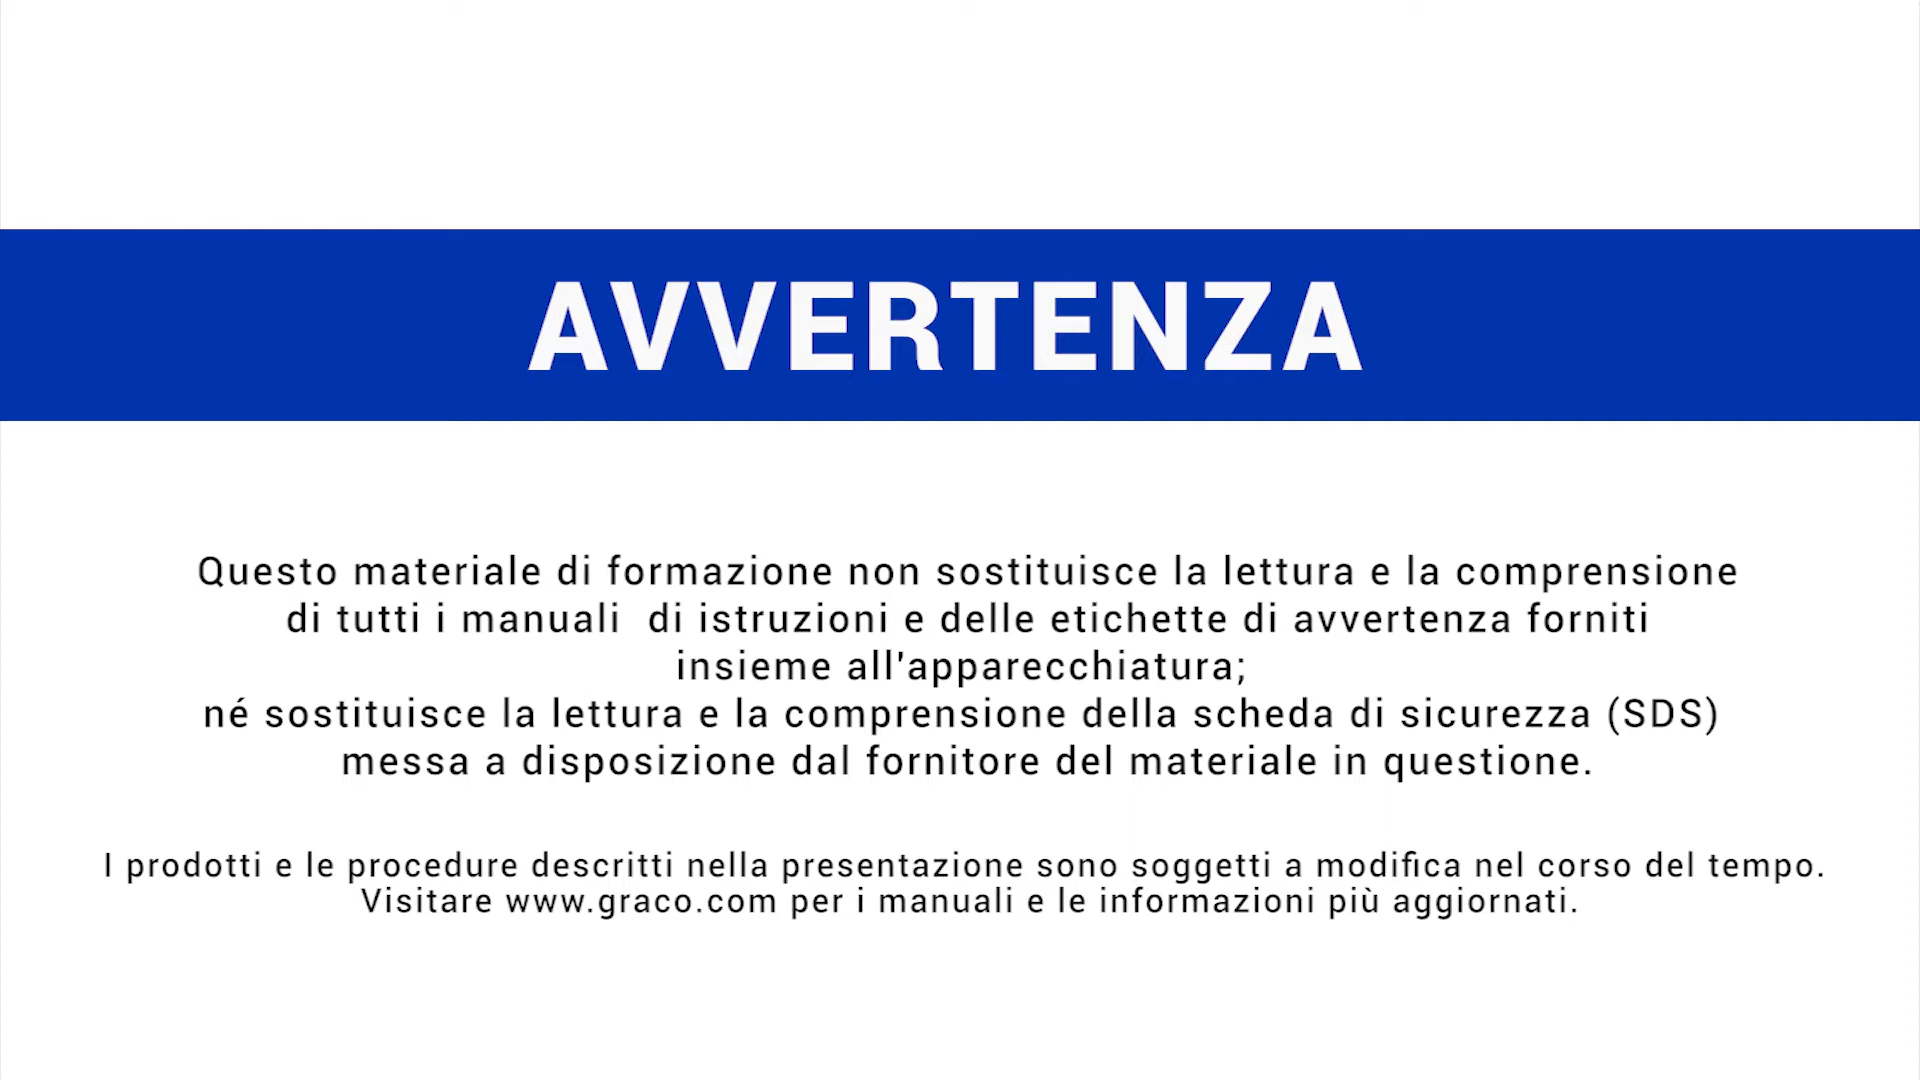 AVVERTENZA
Questo materiale di formazione non sostituisce la lettura e la comprensione
di tutti i manuali  di istruzioni e delle etichette di avvertenza forniti
insieme all'apparecchiatura;
né sostituisce la lettura e la comprensione della scheda di sicurezza (SDS)
messa a disposizione dal fornitore del materiale in questione.
I prodotti e le procedure descritti nella presentazione sono soggetti a modifica nel corso del tempo.
Visitare www.graco.com per i manuali e le informazioni più aggiornati.